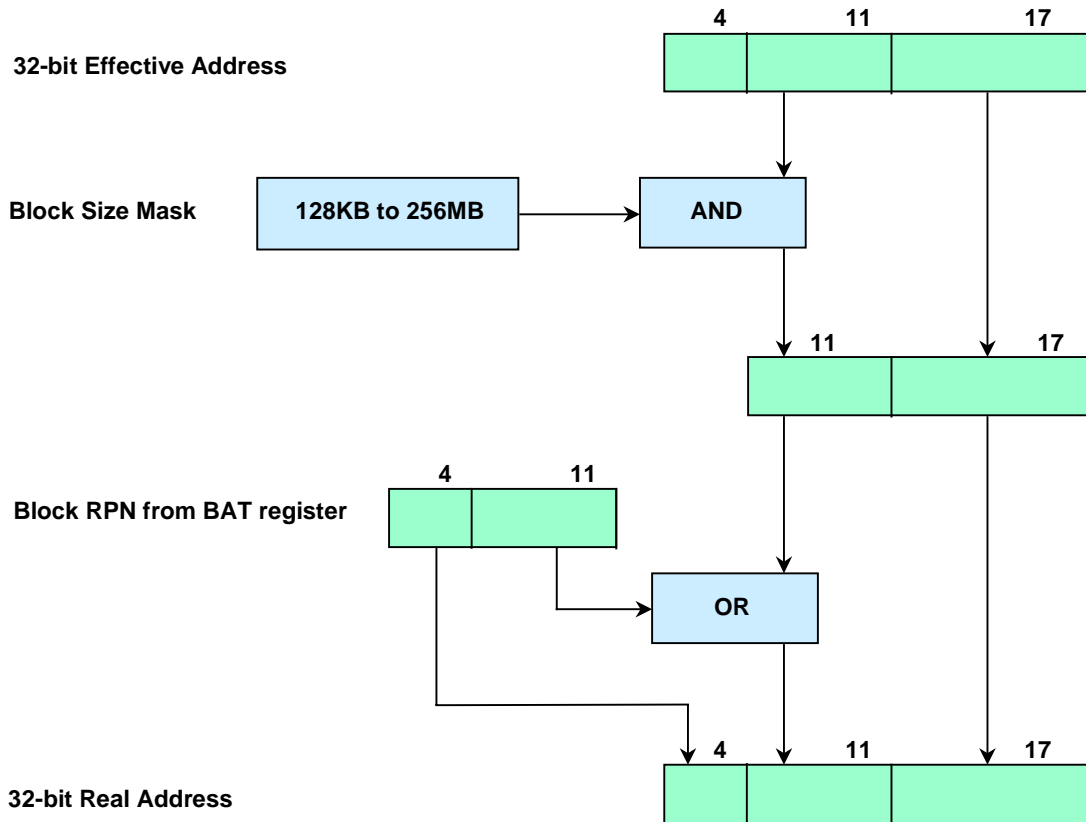 4 11 17
32-bit Effective Address
Block Size Mask
128KB to 256MB
AND
11 17
4 11
Block RPN from BAT register
OR
4 11 17
32-bit Real Address